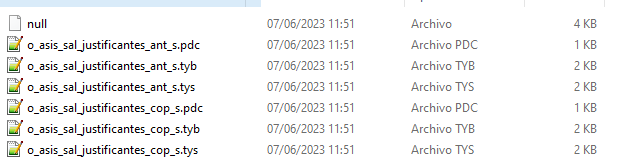 null 07/06/2023 11:51 Archivo 4 KB
o_asis_sal_justificantes_ant_s.pdc 07/06/2023 11:51 Archivo PDC 1 KB
o_asis_sal_justificantes_ant_s.tyb 07/06/2023 11:51 Archivo TYB 2 KB
o_asis_sal_justificantes_ant_s.tys 07/06/2023 11:51 Archivo TYS 2 KB
o_asis_sal_justificantes_cop_s.pdc 07/06/2023 11:51 Archivo PDC 1 KB
o_asis_sal_justificantes_cop_s.tyb 07/06/2023 11:51 Archivo TYB 2 KB
o_asis_sal_justificantes_cop_s.tys 07/06/2023 11:51 Archivo TYS 2 KB